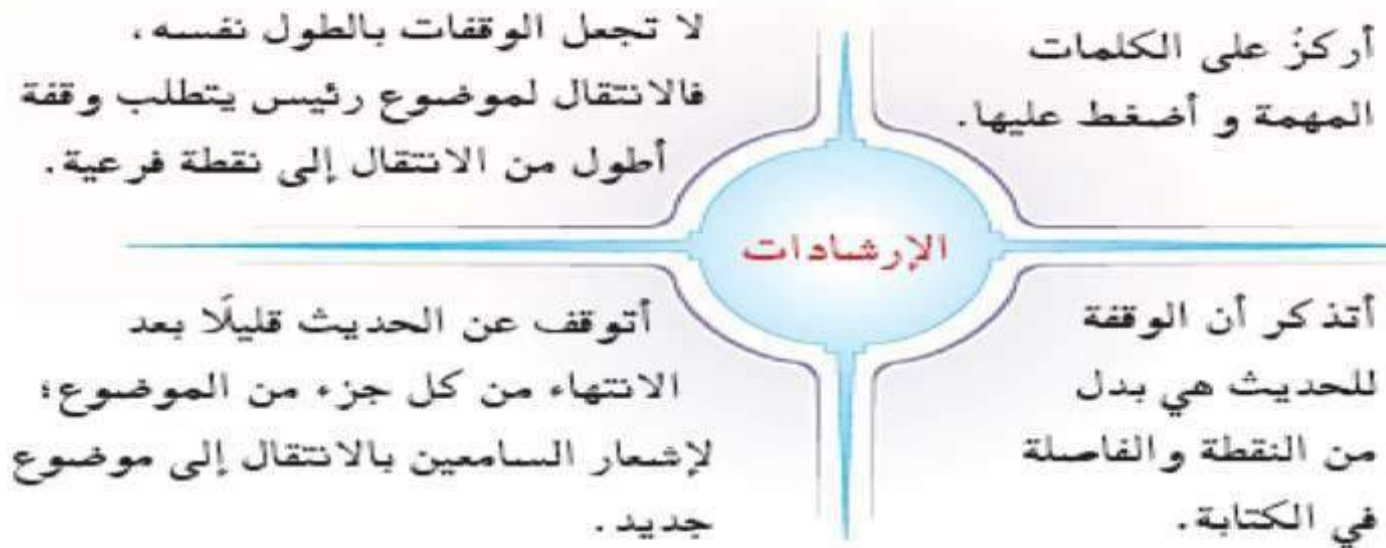 أركزُ على الكلمات
المهمة و أضغط عليها.
لا تجعل الوقفات بالطول نفسه،
فالانتقال لموضوع رئيس يتطلب وقفة
أطول من الانتقال إلى نقطة فرعية.
الإرشادات
أتذكر أن الوقفة
للحديث هي بدل
من النقطة والفاصلة
في الكتابة.
أتوقف عن الحديث قليلًا بعد
الانتهاء من كل جزء من الموضوع؛
لإشعار السامعين بالانتقال إلى موضوع
جديد.